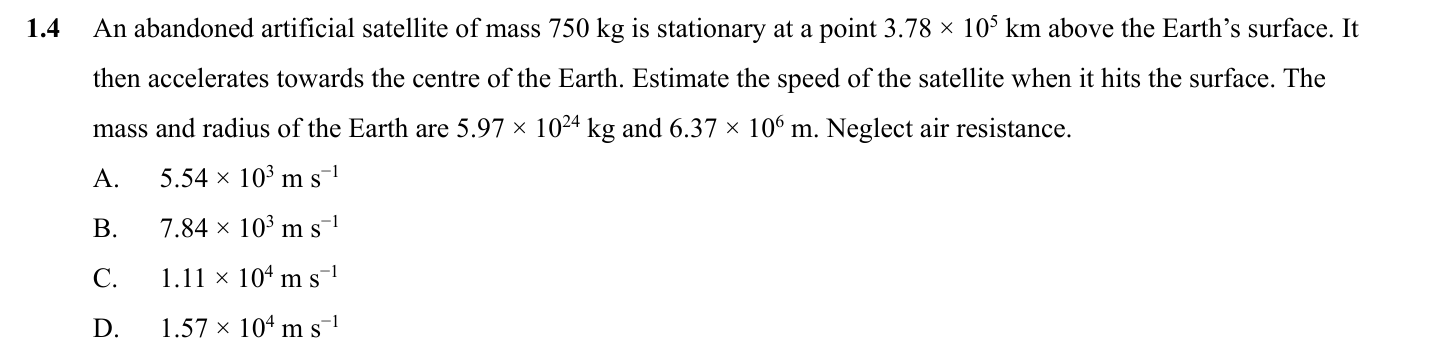 1.4 An abandoned artificial satellite of mass 750 kg is stationary at a point 3.78 × 10⁵ km above the Earth’s surface. It
then accelerates towards the centre of the Earth. Estimate the speed of the satellite when it hits the surface. The
mass and radius of the Earth are 5.97 × 10²⁴ kg and 6.37 × 10⁶ m. Neglect air resistance.
A. 5.54 × 10³ m s⁻¹
B. 7.84 × 10³ m s⁻¹
C. 1.11 × 10⁴ m s⁻¹
D. 1.57 × 10⁴ m s⁻¹